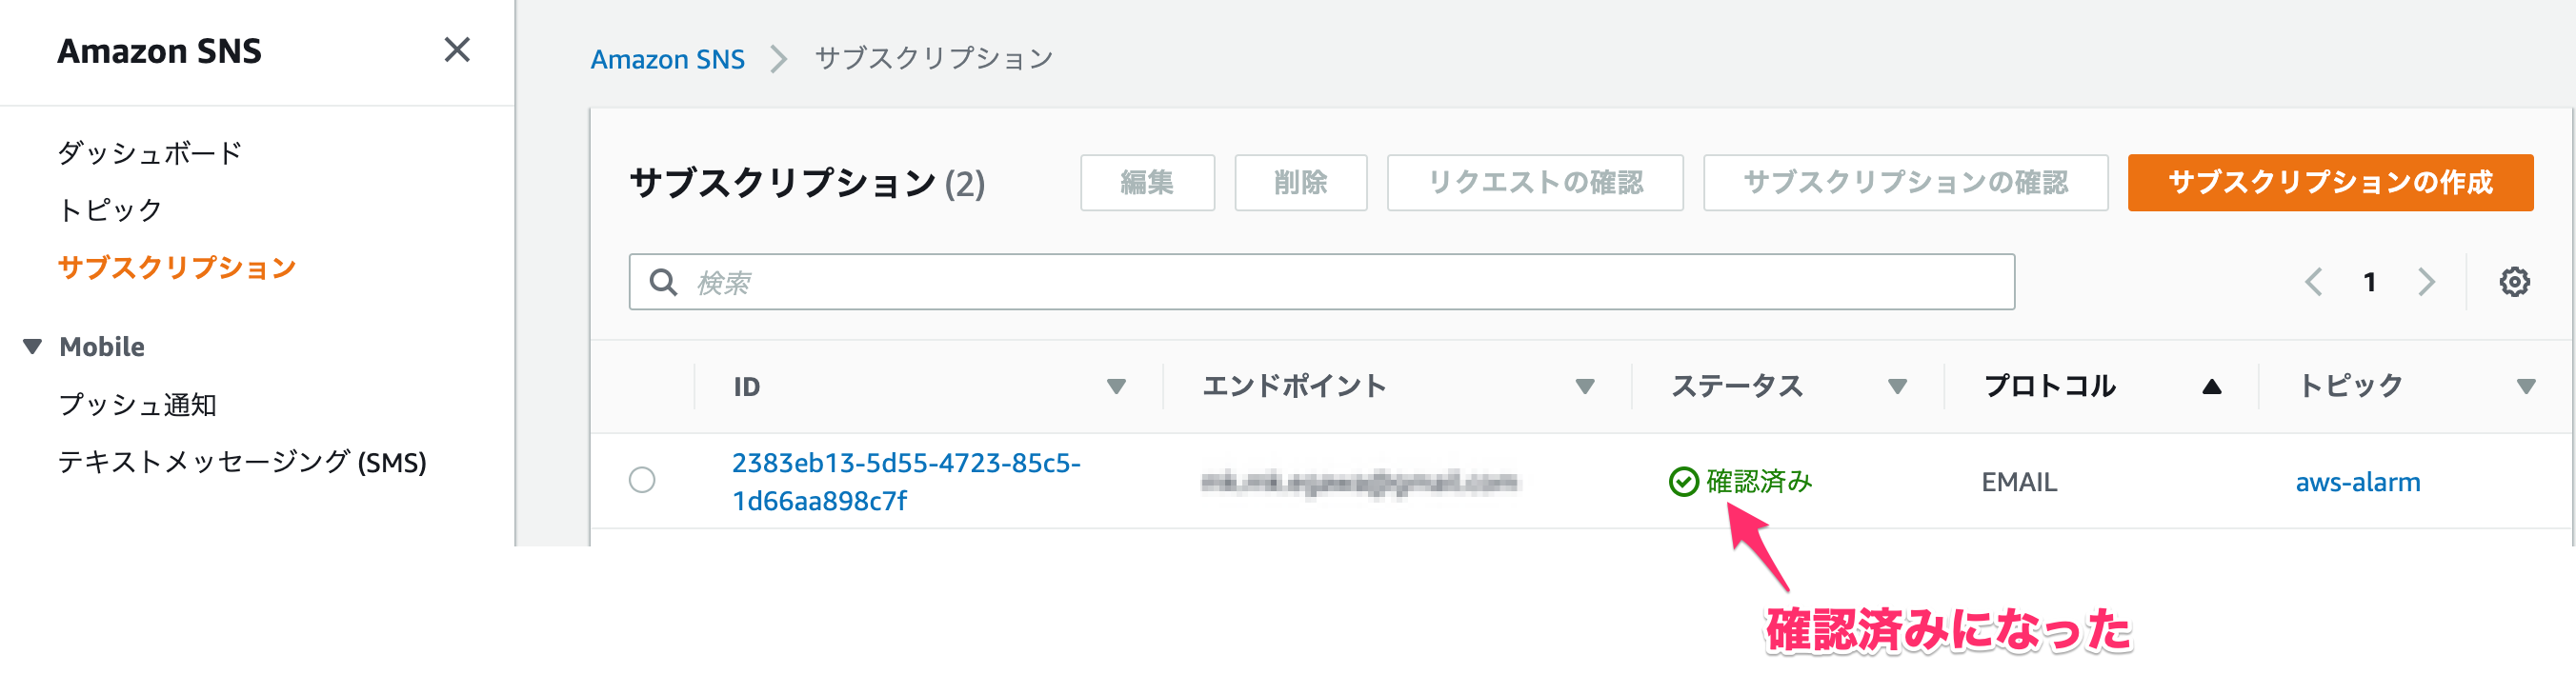 Amazon SNS
ダッシュボード
トピック
サブスクリプション
Mobile
プッシュ通知
テキストメッセージング (SMS)
Amazon SNS サブスクリプション
サブスクリプション (2) 編集 削除 リクエストの確認 サブスクリプションの確認 サブスクリプションの作成
検索 1
ID エンドポイント ステータス プロトコル トピック
2383eb13-5d55-4723-85c5-
1d66aa898c7f 確認済み EMAIL aws-alarm
確認済みになった